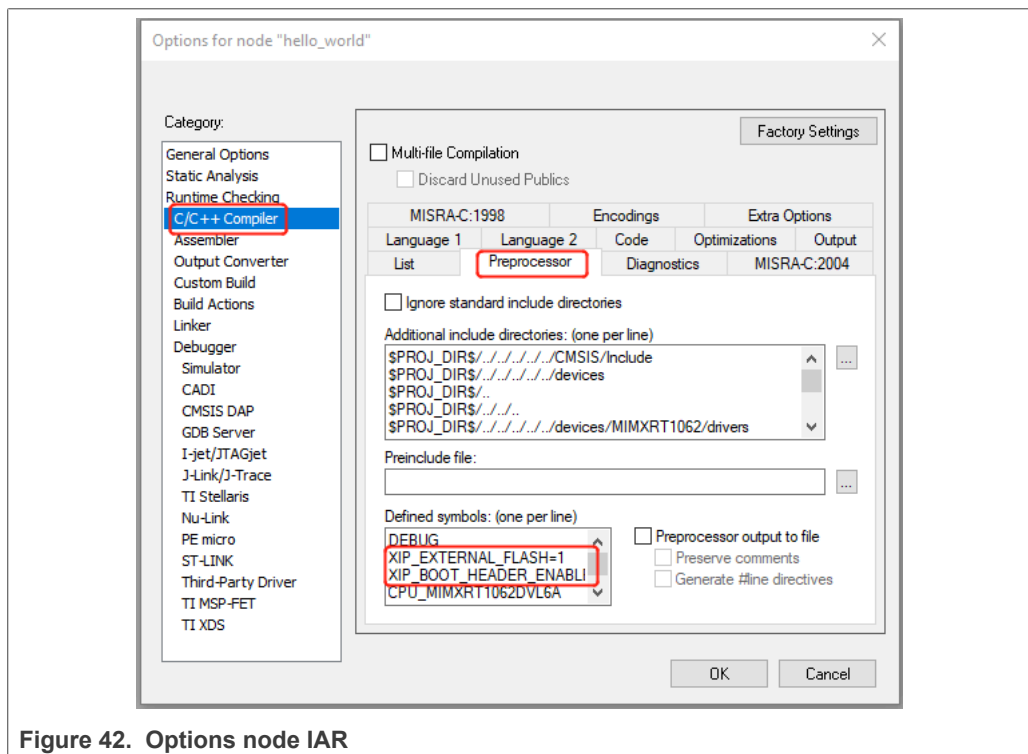 Options for node "hello_world"
Category:
Factory Settings
General Options
Static Analysis
Runtime Checking
C/C++ Compiler
Assembler
Output Converter
Custom Build
Build Actions
Linker
Debugger
Simulator
CADI
CMSIS DAP
GDB Server
I-jet/JTAGjet
J-Link/J-Trace
TI Stellaris
Nu-Link
PE micro
ST-LINK
Third-Party Driver
TI MSP-FET
TI XDS
Multi-file Compilation
Discard Unused Publics
MISRA-C:1998 Encodings Extra Options
Language 1 Language 2 Code Optimizations Output
List Preprocessor Diagnostics MISRA-C:2004
Ignore standard include directories
Additional include directories: (one per line)
$PROJ_DIR$/../../../../../CMSIS/Include
$PROJ_DIR$/../../../../../devices
$PROJ_DIR$/..
$PROJ_DIR$/../../..
$PROJ_DIR$/../../../../../devices/MIMXRT1062/drivers
...
Preinclude file:
...
Defined symbols: (one per line)
DEBUG
XIP_EXTERNAL_FLASH=1
XIP_BOOT_HEADER_ENABL
CPU_MIMXRT1062DVL6A
Preprocessor output to file
Preserve comments
Generate #line directives
OK Cancel
Figure 42. Options node IAR